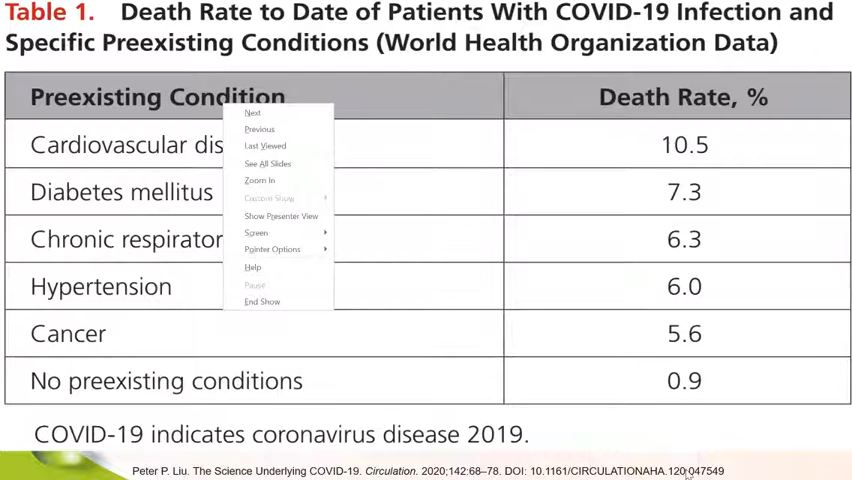 Table 1. Death Rate to Date of Patients With COVID-19 Infection and
Specific Preexisting Conditions (World Health Organization Data)
Preexisting Condition Death Rate, %
Cardiovascular dis 10.5
Diabetes mellitus 7.3
Chronic respirator 6.3
Hypertension 6.0
Cancer 5.6
No preexisting conditions 0.9
Next
Previous
Last Viewed
See All Slides
Zoom In
Custom Show
Show Presenter View
Screen
Pointer Options
Help
Pause
End Show
COVID-19 indicates coronavirus disease 2019.
Peter P. Liu. The Science Underlying COVID-19. Circulation. 2020;142:68–78. DOI: 10.1161/CIRCULATIONAHA.120.047549